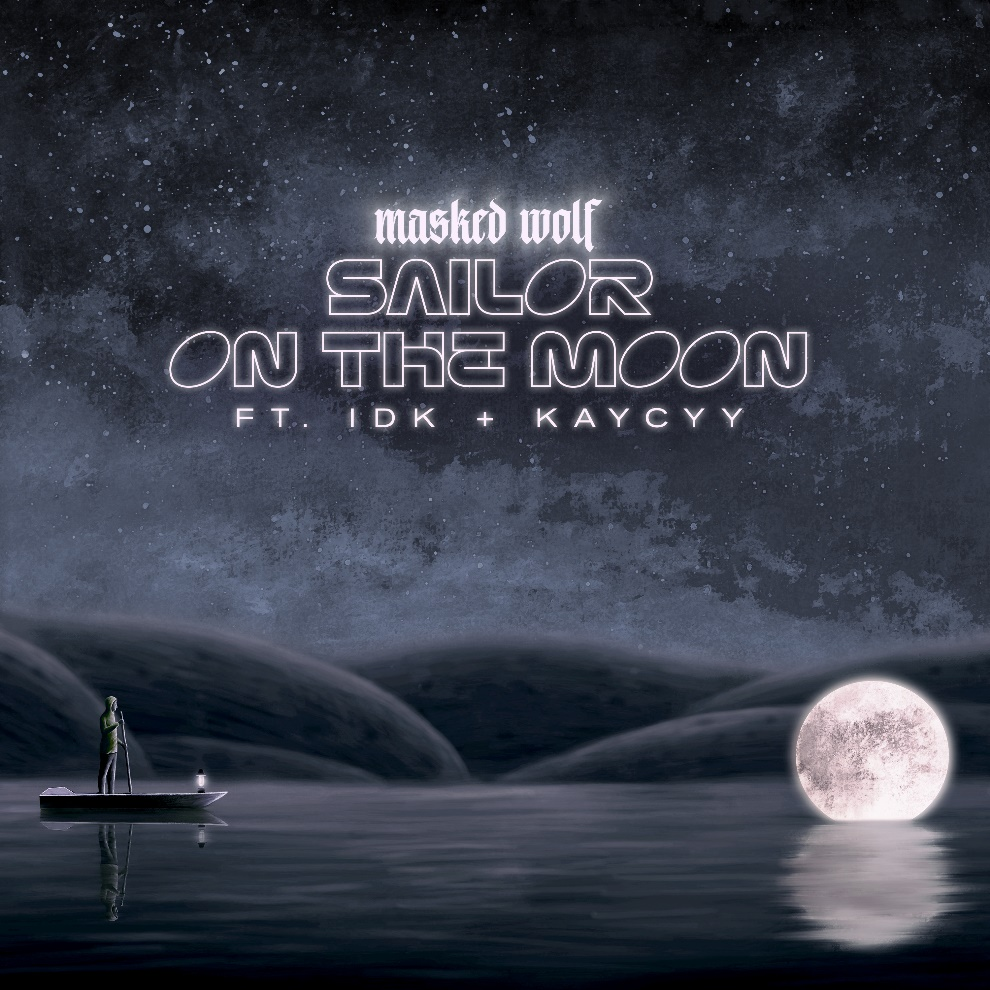 masked wolf
SAILOR
ON THE MOON
FT. IDK + KAYCYY